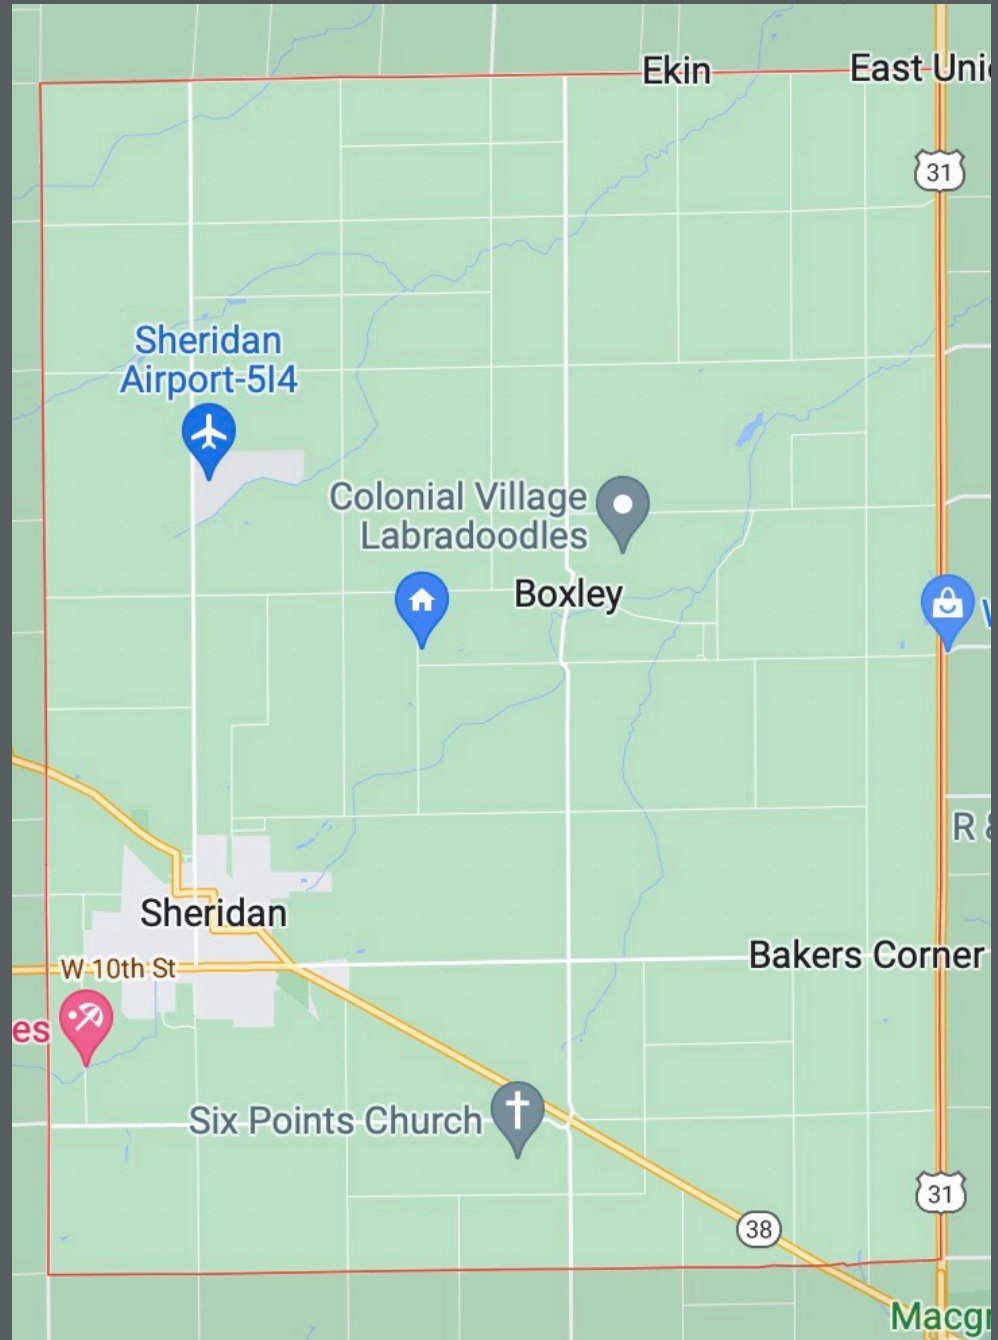 Ekin
East Uni
31
Sheridan
Airport-5I4
Colonial Village
Labradoodles
Boxley
R &
Sheridan
Bakers Corner
W 10th St
es
Six Points Church
31
38
Macgr